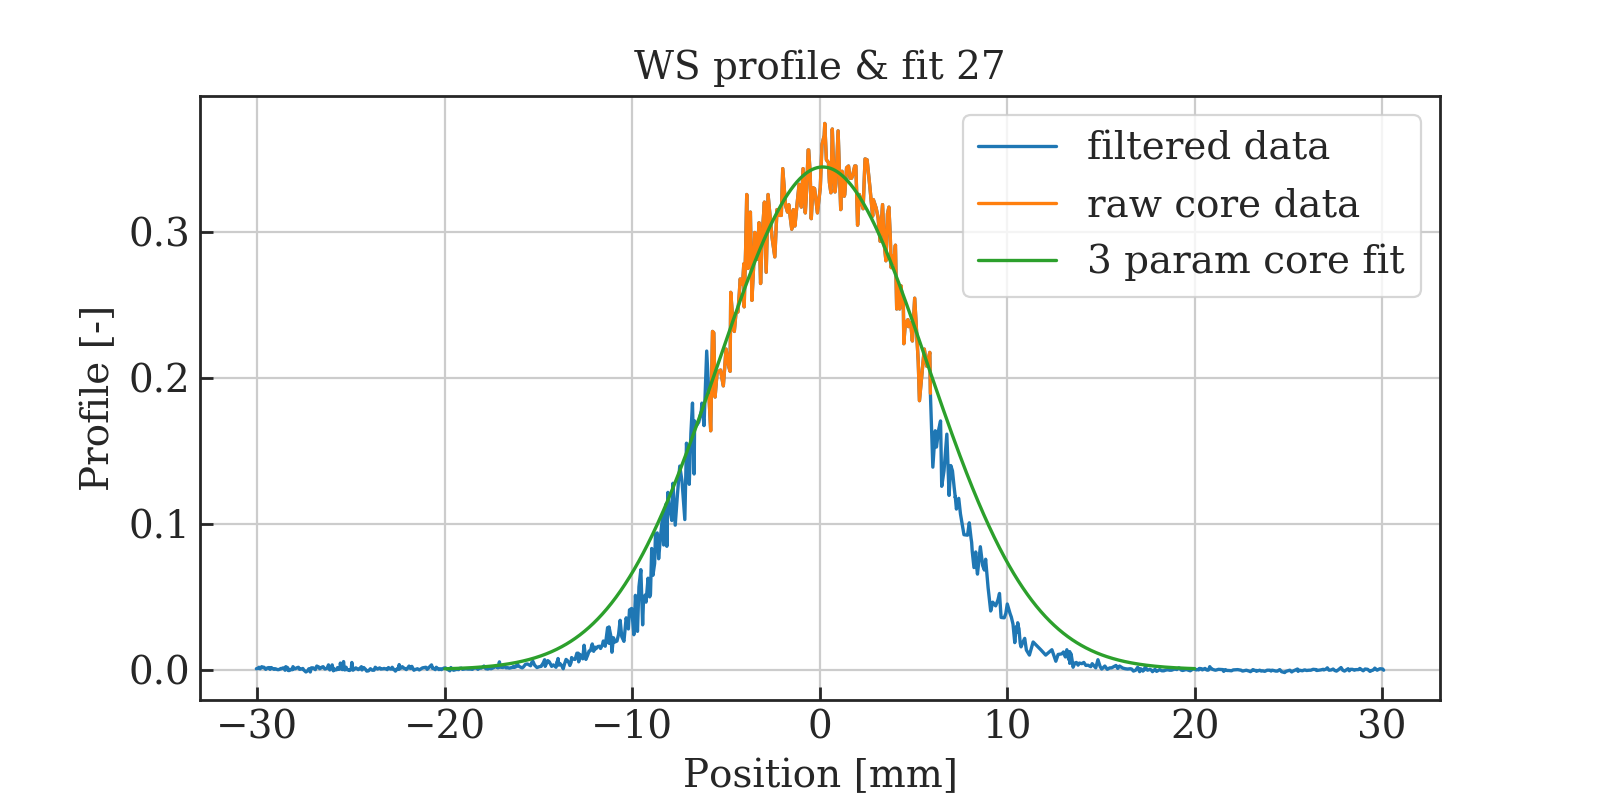 WS profile & fit 27
filtered data
raw core data
3 param core fit
Profile [-]
0.3
0.2
0.1
0.0
−30 −20 −10 0 10 20 30
Position [mm]